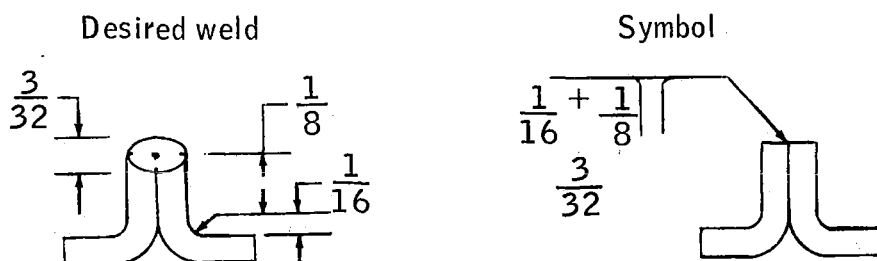 Desired weld
3/32
1/8
1/16
Symbol
1/16 + 1/8
3/32